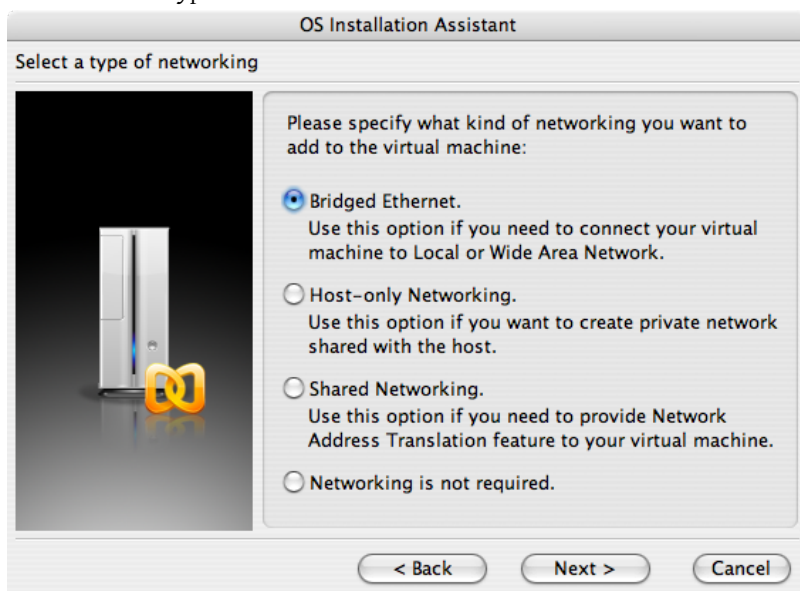 OS Installation Assistant
Select a type of networking
Please specify what kind of networking you want to
add to the virtual machine:
Bridged Ethernet.
Use this option if you need to connect your virtual
machine to Local or Wide Area Network.
Host-only Networking.
Use this option if you want to create private network
shared with the host.
Shared Networking.
Use this option if you need to provide Network
Address Translation feature to your virtual machine.
Networking is not required.
< Back
Next >
Cancel